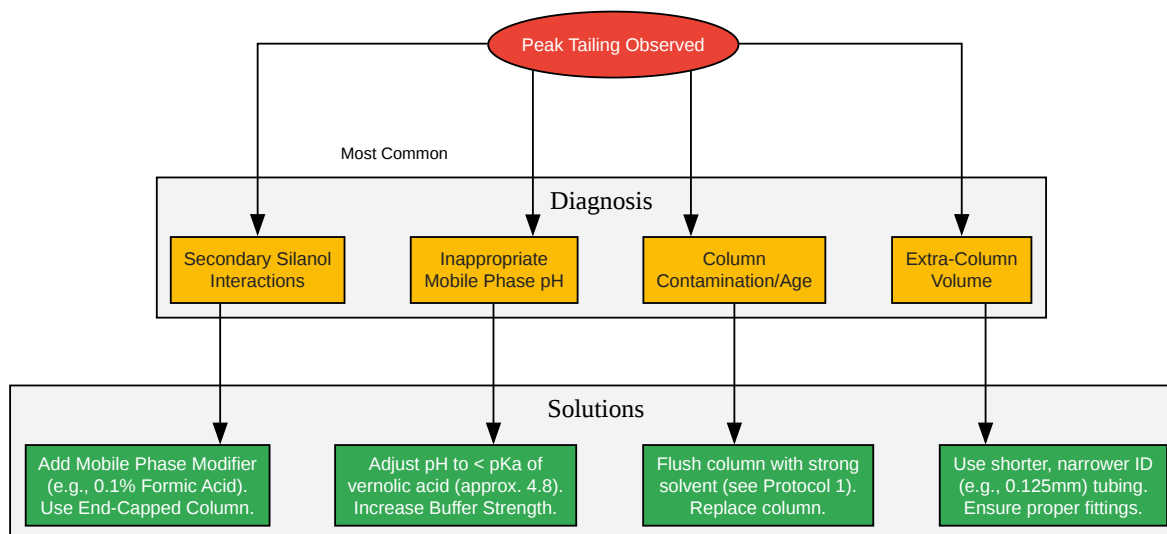 Peak Tailing Observed
Most Common
Diagnosis
Secondary Silanol
Interactions
Inappropriate
Mobile Phase pH
Column
Contamination/Age
Extra-Column
Volume
Solutions
Add Mobile Phase Modifier
(e.g., 0.1% Formic Acid).
Use End-Capped Column.
Adjust pH to < pKa of
vernolic acid (approx. 4.8).
Increase Buffer Strength.
Flush column with strong
solvent (see Protocol 1).
Replace column.
Use shorter, narrower ID
(e.g., 0.125mm) tubing.
Ensure proper fittings.